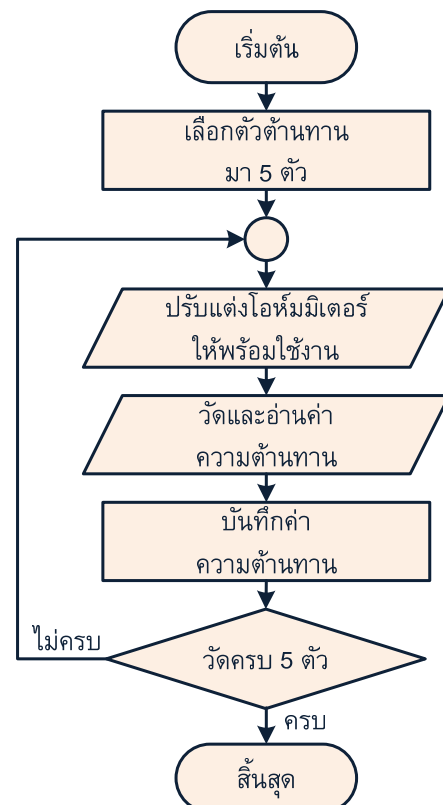 เริ่มต้น
เลือกตัวต้านทาน
มา 5 ตัว
ปรับแต่งโอห์มมิเตอร์
ให้พร้อมใช้งาน
วัดและอ่านค่า
ความต้านทาน
บันทึกค่า
ความต้านทาน
ไม่ครบ
วัดครบ 5 ตัว
ครบ
สิ้นสุด